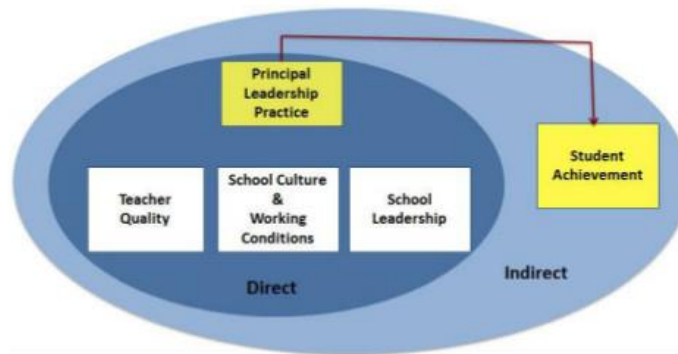 Principal
Leadership
Practice
Student
Achievement
Teacher
Quality
School Culture
&
Working
Conditions
School
Leadership
Direct
Indirect